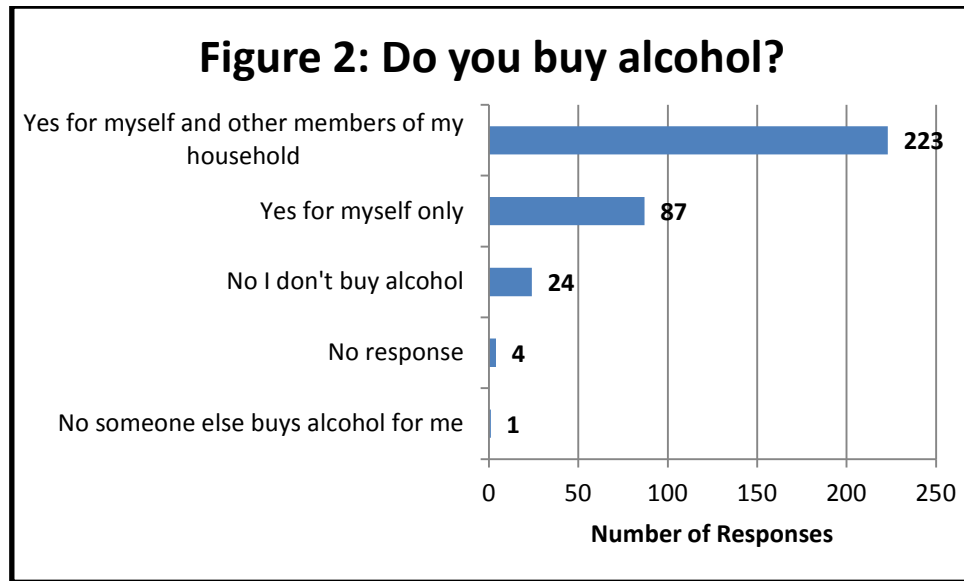 Figure 2: Do you buy alcohol?
Yes for myself and other members of my
household
223
Yes for myself only
87
No I don't buy alcohol
24
No response
4
No someone else buys alcohol for me
1
0 50 100 150 200 250
Number of Responses